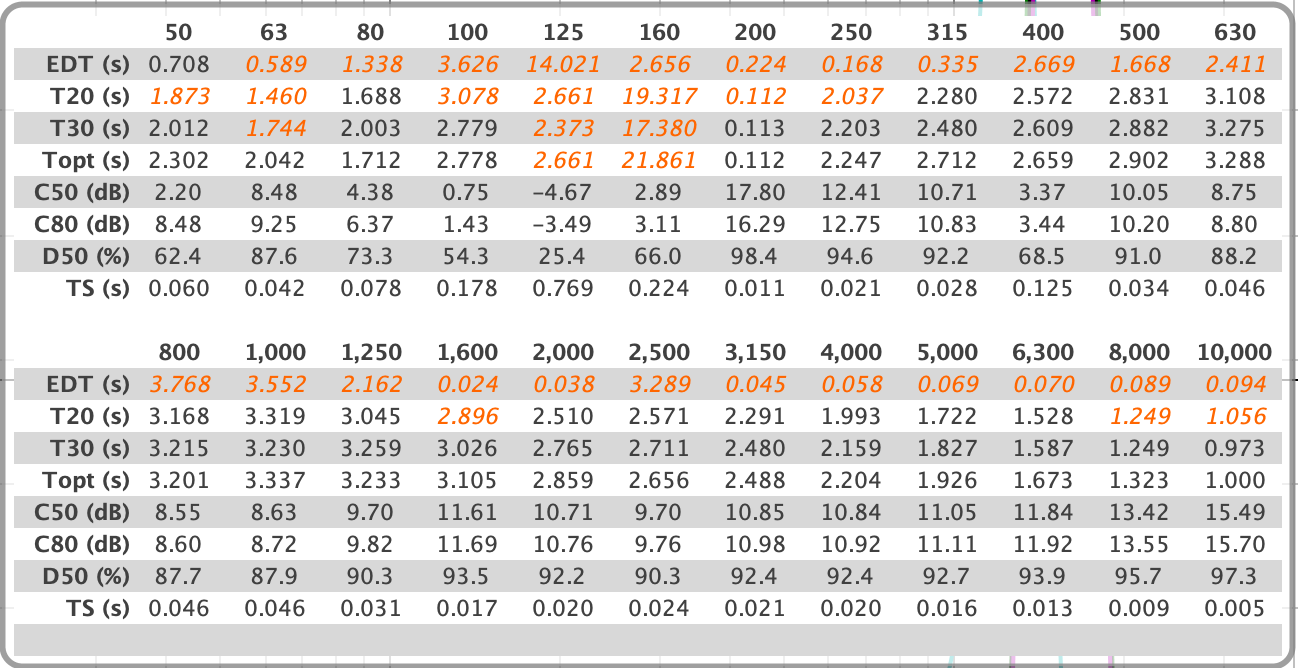 50 63 80 100 125 160 200 250 315 400 500 630
EDT (s) 0.708 0.589 1.338 3.626 14.021 2.656 0.224 0.168 0.335 2.669 1.668 2.411
T20 (s) 1.873 1.460 1.688 3.078 2.661 19.317 0.112 2.037 2.280 2.572 2.831 3.108
T30 (s) 2.012 1.744 2.003 2.779 2.373 17.380 0.113 2.203 2.480 2.609 2.882 3.275
Topt (s) 2.302 2.042 1.712 2.778 2.661 21.861 0.112 2.247 2.712 2.659 2.902 3.288
C50 (dB) 2.20 8.48 4.38 0.75 −4.67 2.89 17.80 12.41 10.71 3.37 10.05 8.75
C80 (dB) 8.48 9.25 6.37 1.43 −3.49 3.11 16.29 12.75 10.83 3.44 10.20 8.80
D50 (%) 62.4 87.6 73.3 54.3 25.4 66.0 98.4 94.6 92.2 68.5 91.0 88.2
TS (s) 0.060 0.042 0.078 0.178 0.769 0.224 0.011 0.021 0.028 0.125 0.034 0.046
800 1,000 1,250 1,600 2,000 2,500 3,150 4,000 5,000 6,300 8,000 10,000
EDT (s) 3.768 3.552 2.162 0.024 0.038 3.289 0.045 0.058 0.069 0.070 0.089 0.094
T20 (s) 3.168 3.319 3.045 2.896 2.510 2.571 2.291 1.993 1.722 1.528 1.249 1.056
T30 (s) 3.215 3.230 3.259 3.026 2.765 2.711 2.480 2.159 1.827 1.587 1.249 0.973
Topt (s) 3.201 3.337 3.233 3.105 2.859 2.656 2.488 2.204 1.926 1.673 1.323 1.000
C50 (dB) 8.55 8.63 9.70 11.61 10.71 9.70 10.85 10.84 11.05 11.84 13.42 15.49
C80 (dB) 8.60 8.72 9.82 11.69 10.76 9.76 10.98 10.92 11.11 11.92 13.55 15.70
D50 (%) 87.7 87.9 90.3 93.5 92.2 90.3 92.4 92.4 92.7 93.9 95.7 97.3
TS (s) 0.046 0.046 0.031 0.017 0.020 0.024 0.021 0.020 0.016 0.013 0.009 0.005